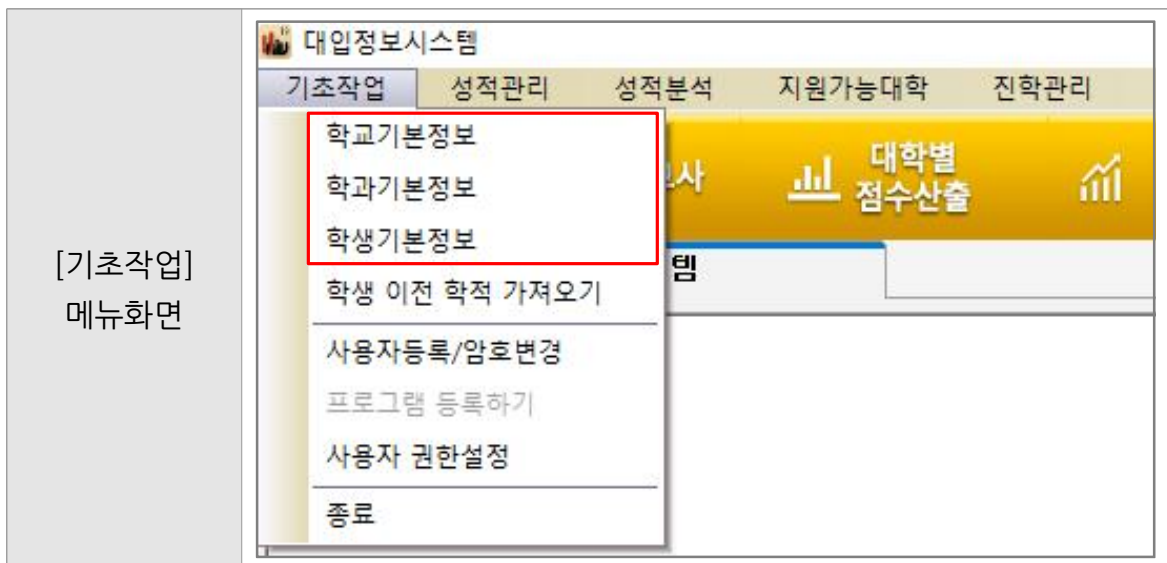 [기초작업]
메뉴화면
대입정보시스템
기초작업 성적관리 성적분석 지원가능대학 진학관리
학교기본정보
학과기본정보
학생기본정보
학생 이전 학적 가져오기
사용자등록/암호변경
프로그램 등록하기
사용자 권한설정
종료
사
대학별
점수산출
템